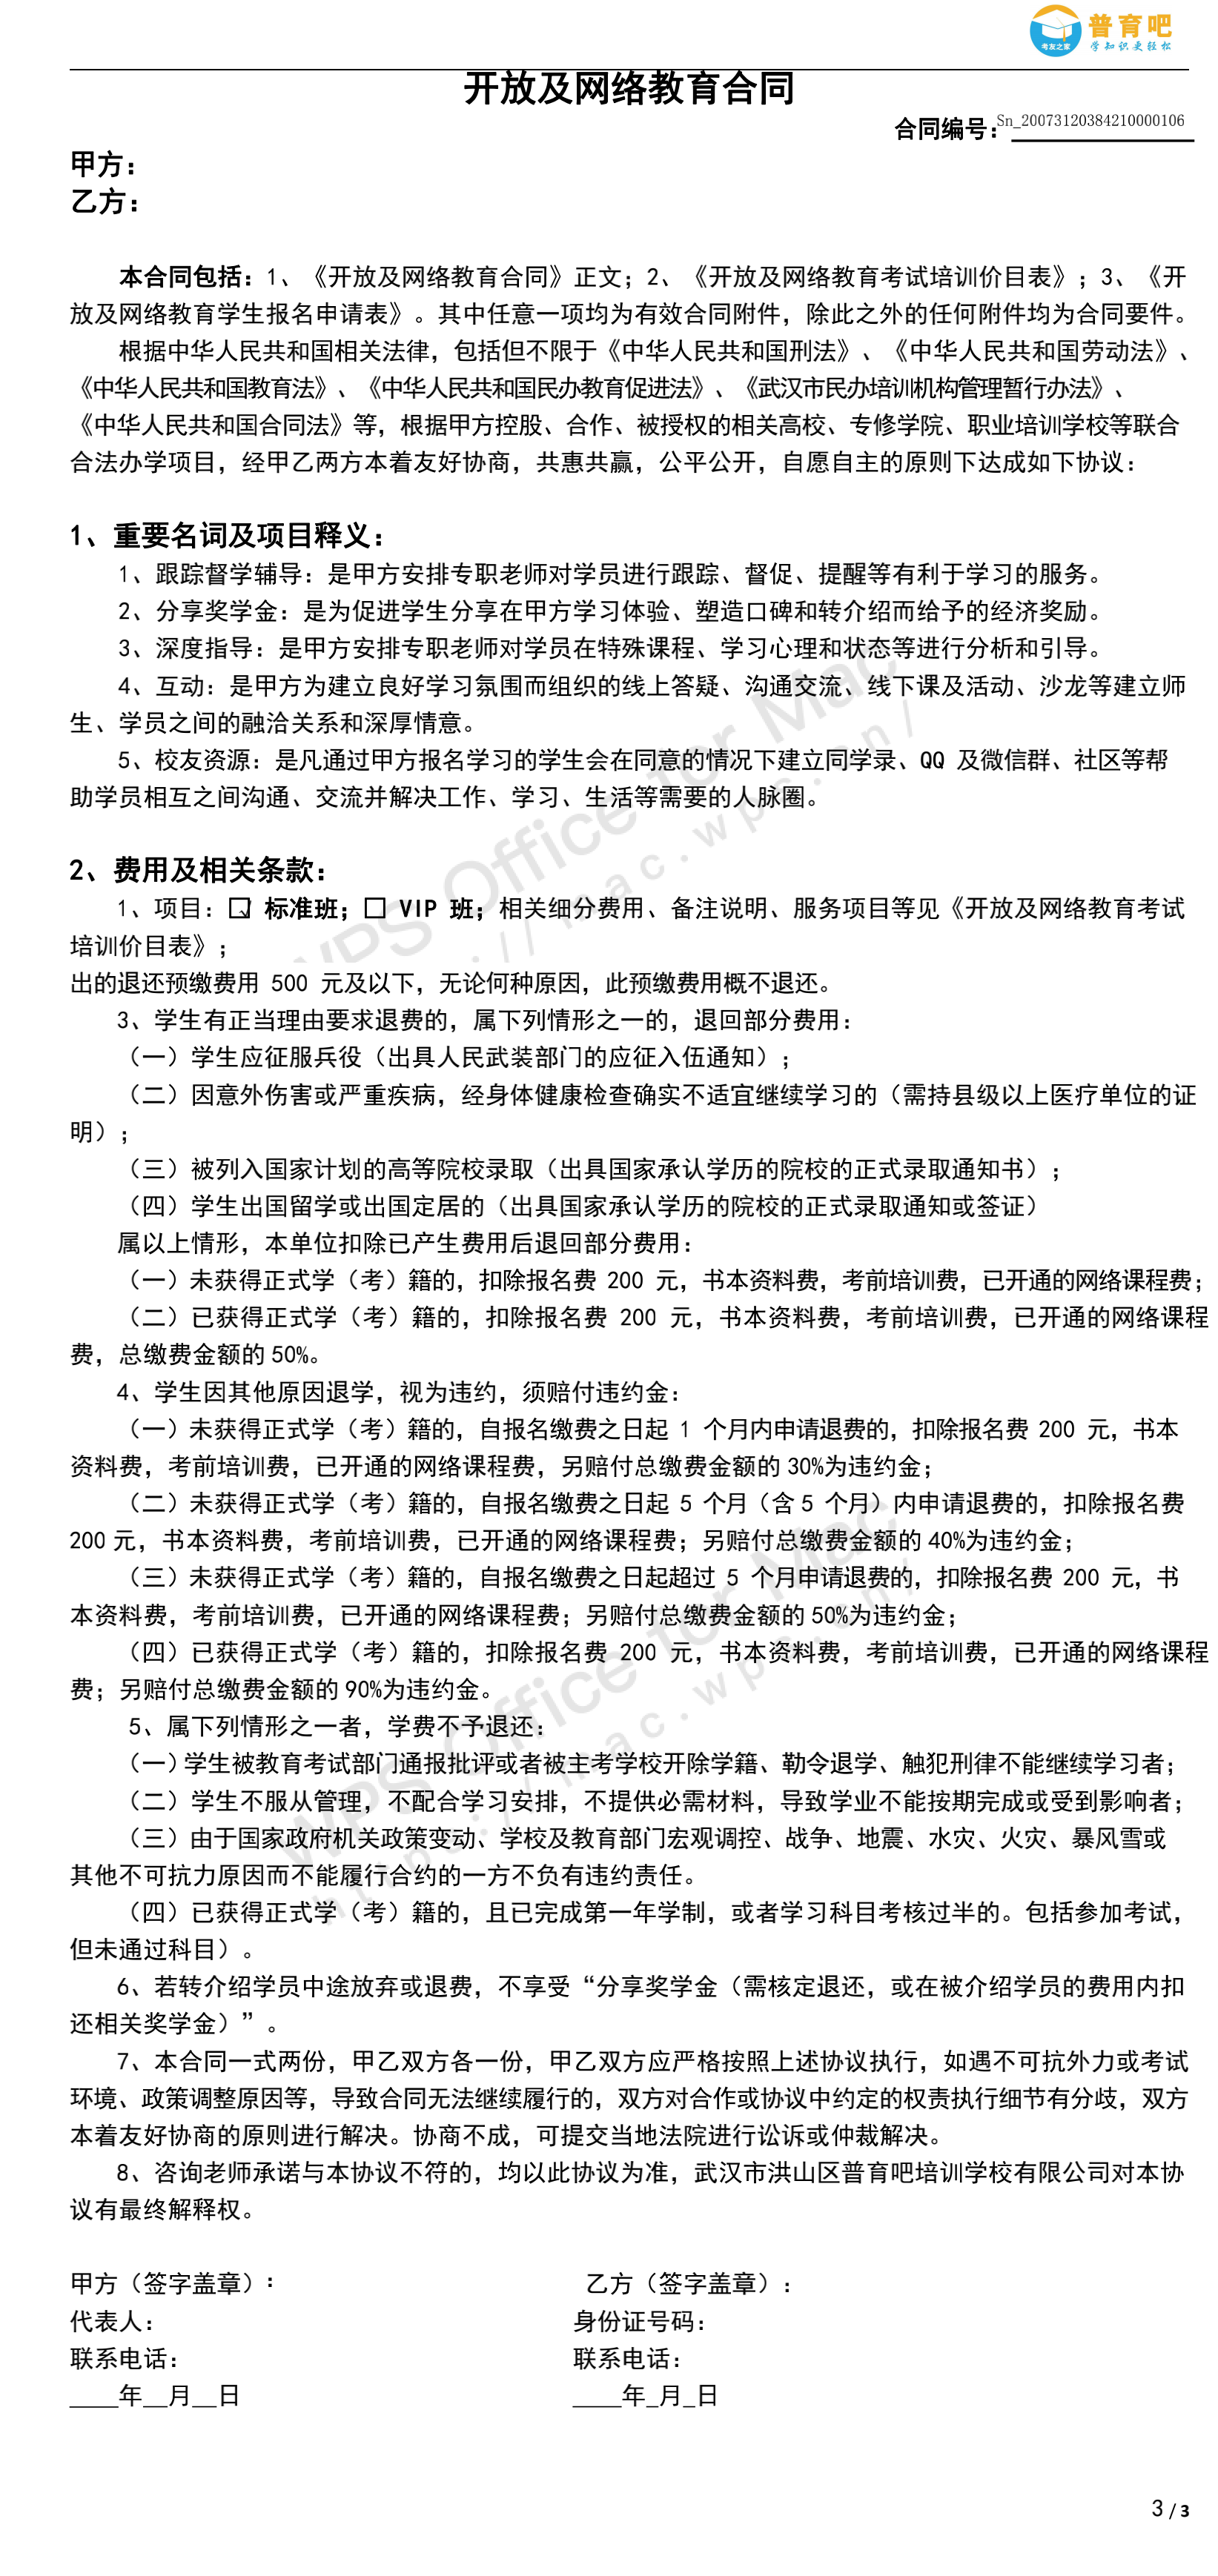 普育吧
考友之家 学知识更轻松
开放及网络教育合同
合同编号：Sn_20073120384210000106
甲方：
乙方：
本合同包括：1、《开放及网络教育合同》正文；2、《开放及网络教育考试培训价目表》；3、《开
放及网络教育学生报名申请表》。其中任意一项均为有效合同附件，除此之外的任何附件均为合同要件。
根据中华人民共和国相关法律，包括但不限于《中华人民共和国刑法》、《中华人民共和国劳动法》、
《中华人民共和国教育法》、《中华人民共和国民办教育促进法》、《武汉市民办培训机构管理暂行办法》、
《中华人民共和国合同法》等，根据甲方控股、合作、被授权的相关高校、专修学院、职业培训学校等联合
合法办学项目，经甲乙两方本着友好协商，共惠共赢，公平公开，自愿自主的原则下达成如下协议：
1、重要名词及项目释义：
1、跟踪督学辅导：是甲方安排专职老师对学员进行跟踪、督促、提醒等有利于学习的服务。
2、分享奖学金：是为促进学生分享在甲方学习体验、塑造口碑和转介绍而给予的经济奖励。
3、深度指导：是甲方安排专职老师对学员在特殊课程、学习心理和状态等进行分析和引导。
4、互动：是甲方为建立良好学习氛围而组织的线上答疑、沟通交流、线下课及活动、沙龙等建立师
生、学员之间的融洽关系和深厚情意。
5、校友资源：是凡通过甲方报名学习的学生会在同意的情况下建立同学录、QQ 及微信群、社区等帮
助学员相互之间沟通、交流并解决工作、学习、生活等需要的人脉圈。
2、费用及相关条款：
1、项目：☑ 标准班；☐ VIP 班；相关细分费用、备注说明、服务项目等见《开放及网络教育考试
培训价目表》；
出的退还预缴费用 500 元及以下，无论何种原因，此预缴费用概不退还。
3、学生有正当理由要求退费的，属下列情形之一的，退回部分费用：
（一）学生应征服兵役（出具人民武装部门的应征入伍通知）；
（二）因意外伤害或严重疾病，经身体健康检查确实不适宜继续学习的（需持县级以上医疗单位的证
明）；
（三）被列入国家计划的高等院校录取（出具国家承认学历的院校的正式录取通知书）；
（四）学生出国留学或出国定居的（出具国家承认学历的院校的正式录取通知或签证）
属以上情形，本单位扣除已产生费用后退回部分费用：
（一）未获得正式学（考）籍的，扣除报名费 200 元，书本资料费，考前培训费，已开通的网络课程费；
（二）已获得正式学（考）籍的，扣除报名费 200 元，书本资料费，考前培训费，已开通的网络课程
费，总缴费金额的 50%。
4、学生因其他原因退学，视为违约，须赔付违约金：
（一）未获得正式学（考）籍的，自报名缴费之日起 1 个月内申请退费的，扣除报名费 200 元，书本
资料费，考前培训费，已开通的网络课程费，另赔付总缴费金额的 30%为违约金；
（二）未获得正式学（考）籍的，自报名缴费之日起 5 个月（含 5 个月）内申请退费的，扣除报名费
200 元，书本资料费，考前培训费，已开通的网络课程费；另赔付总缴费金额的 40%为违约金；
（三）未获得正式学（考）籍的，自报名缴费之日起超过 5 个月申请退费的，扣除报名费 200 元，书
本资料费，考前培训费，已开通的网络课程费；另赔付总缴费金额的 50%为违约金；
（四）已获得正式学（考）籍的，扣除报名费 200 元，书本资料费，考前培训费，已开通的网络课程
费；另赔付总缴费金额的 90%为违约金。
5、属下列情形之一者，学费不予退还：
（一）学生被教育考试部门通报批评或者被主考学校开除学籍、勒令退学、触犯刑律不能继续学习者；
（二）学生不服从管理，不配合学习安排，不提供必需材料，导致学业不能按期完成或受到影响者；
（三）由于国家政府机关政策变动、学校及教育部门宏观调控、战争、地震、水灾、火灾、暴风雪或
其他不可抗力原因而不能履行合约的一方不负有违约责任。
（四）已获得正式学（考）籍的，且已完成第一年学制，或者学习科目考核过半的。包括参加考试，
但未通过科目）。
6、若转介绍学员中途放弃或退费，不享受“分享奖学金（需核定退还，或在被介绍学员的费用内扣
还相关奖学金）”。
7、本合同一式两份，甲乙双方各一份，甲乙双方应严格按照上述协议执行，如遇不可抗外力或考试
环境、政策调整原因等，导致合同无法继续履行的，双方对合作或协议中约定的权责执行细节有分歧，双方
本着友好协商的原则进行解决。协商不成，可提交当地法院进行讼诉或仲裁解决。
8、咨询老师承诺与本协议不符的，均以此协议为准，武汉市洪山区普育吧培训学校有限公司对本协
议有最终解释权。
甲方（签字盖章）： 乙方（签字盖章）：
代表人： 身份证号码：
联系电话： 联系电话：
____年__月__日 ____年_月_日
3 / 3
WPS Office for Mac
://mac.wps.cn/
WPS Office for Mac
https://mac.wps.cn/